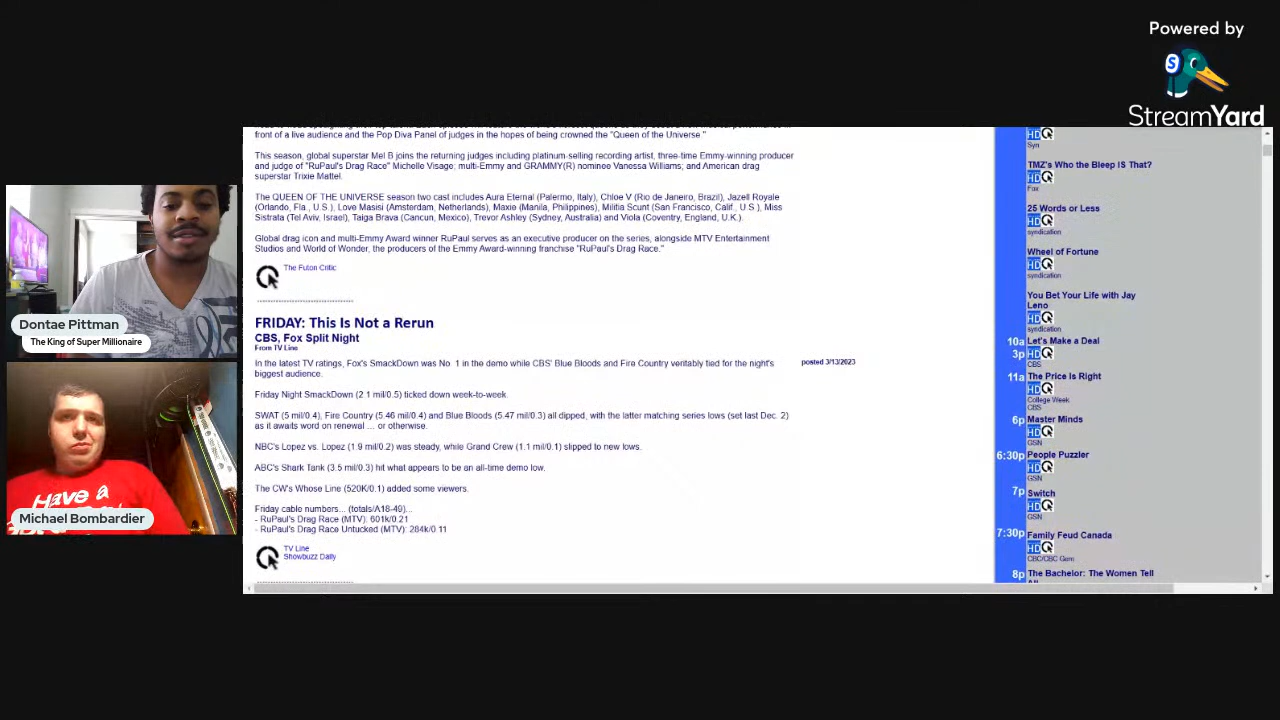 Powered by
S
StreamYard
front of a live audience and the Pop Diva Panel of judges in the hopes of being crowned the "Queen of the Universe."
This season, global superstar Mel B joins the returning judges including platinum-selling recording artist, three-time Emmy-winning producer
and judge of "RuPaul's Drag Race" Michelle Visage; multi-Emmy and GRAMMY(R) nominee Vanessa Williams; and American drag
superstar Trixie Mattel.
The QUEEN OF THE UNIVERSE season two cast includes Aura Eternal (Palermo, Italy), Chloe V (Rio de Janeiro, Brazil), Jazell Royale
(Orlando, Fla., U.S.), Love Masisi (Amsterdam, Netherlands), Maxie (Manila, Philippines), Militia Scunt (San Francisco, Calif., U.S.), Miss
Sistrata (Tel Aviv, Israel), Taiga Brava (Cancun, Mexico), Trevor Ashley (Sydney, Australia) and Viola (Coventry, England, U.K.).
Global drag icon and multi-Emmy Award winner RuPaul serves as an executive producer on the series, alongside MTV Entertainment
Studios and World of Wonder, the producers of the Emmy Award-winning franchise "RuPaul's Drag Race."
The Futon Critic
FRIDAY: This Is Not a Rerun
CBS, Fox Split Night
From TV Line
In the latest TV ratings, Fox's SmackDown was No. 1 in the demo while CBS' Blue Bloods and Fire Country veritably tied for the night's
biggest audience.
posted 3/13/2023
Friday Night SmackDown (2.1 mil/0.5) ticked down week-to-week.
SWAT (5 mil/0.4), Fire Country (5.46 mil/0.4) and Blue Bloods (5.47 mil/0.3) all dipped, with the latter matching series lows (set last Dec. 2)
as it awaits word on renewal ... or otherwise.
NBC's Lopez vs. Lopez (1.9 mil/0.2) was steady, while Grand Crew (1.1 mil/0.1) slipped to new lows.
ABC's Shark Tank (3.5 mil/0.3) hit what appears to be an all-time demo low.
The CW's Whose Line (520K/0.1) added some viewers.
Friday cable numbers... (totals/A18-49)...
- RuPaul's Drag Race (MTV): 601k/0.21
- RuPaul's Drag Race Untucked (MTV): 284k/0.11
TV Line
Showbuzz Daily
HD
Syn
TMZ's Who the Bleep IS That?
HD
Fox
25 Words or Less
HD
syndication
Wheel of Fortune
HD
syndication
You Bet Your Life with Jay
Leno
HD
syndication
10a Let's Make a Deal
3p HD
CBS
11a The Price Is Right
HD
College Week
CBS
6p Master Minds
HD
GSN
6:30p People Puzzler
HD
GSN
7p Switch
HD
GSN
7:30p Family Feud Canada
HD
CBC/CBC Gem
8p The Bachelor: The Women Tell
Dontae Pittman
The King of Super Millionaire
Have a
Michael Bombardier